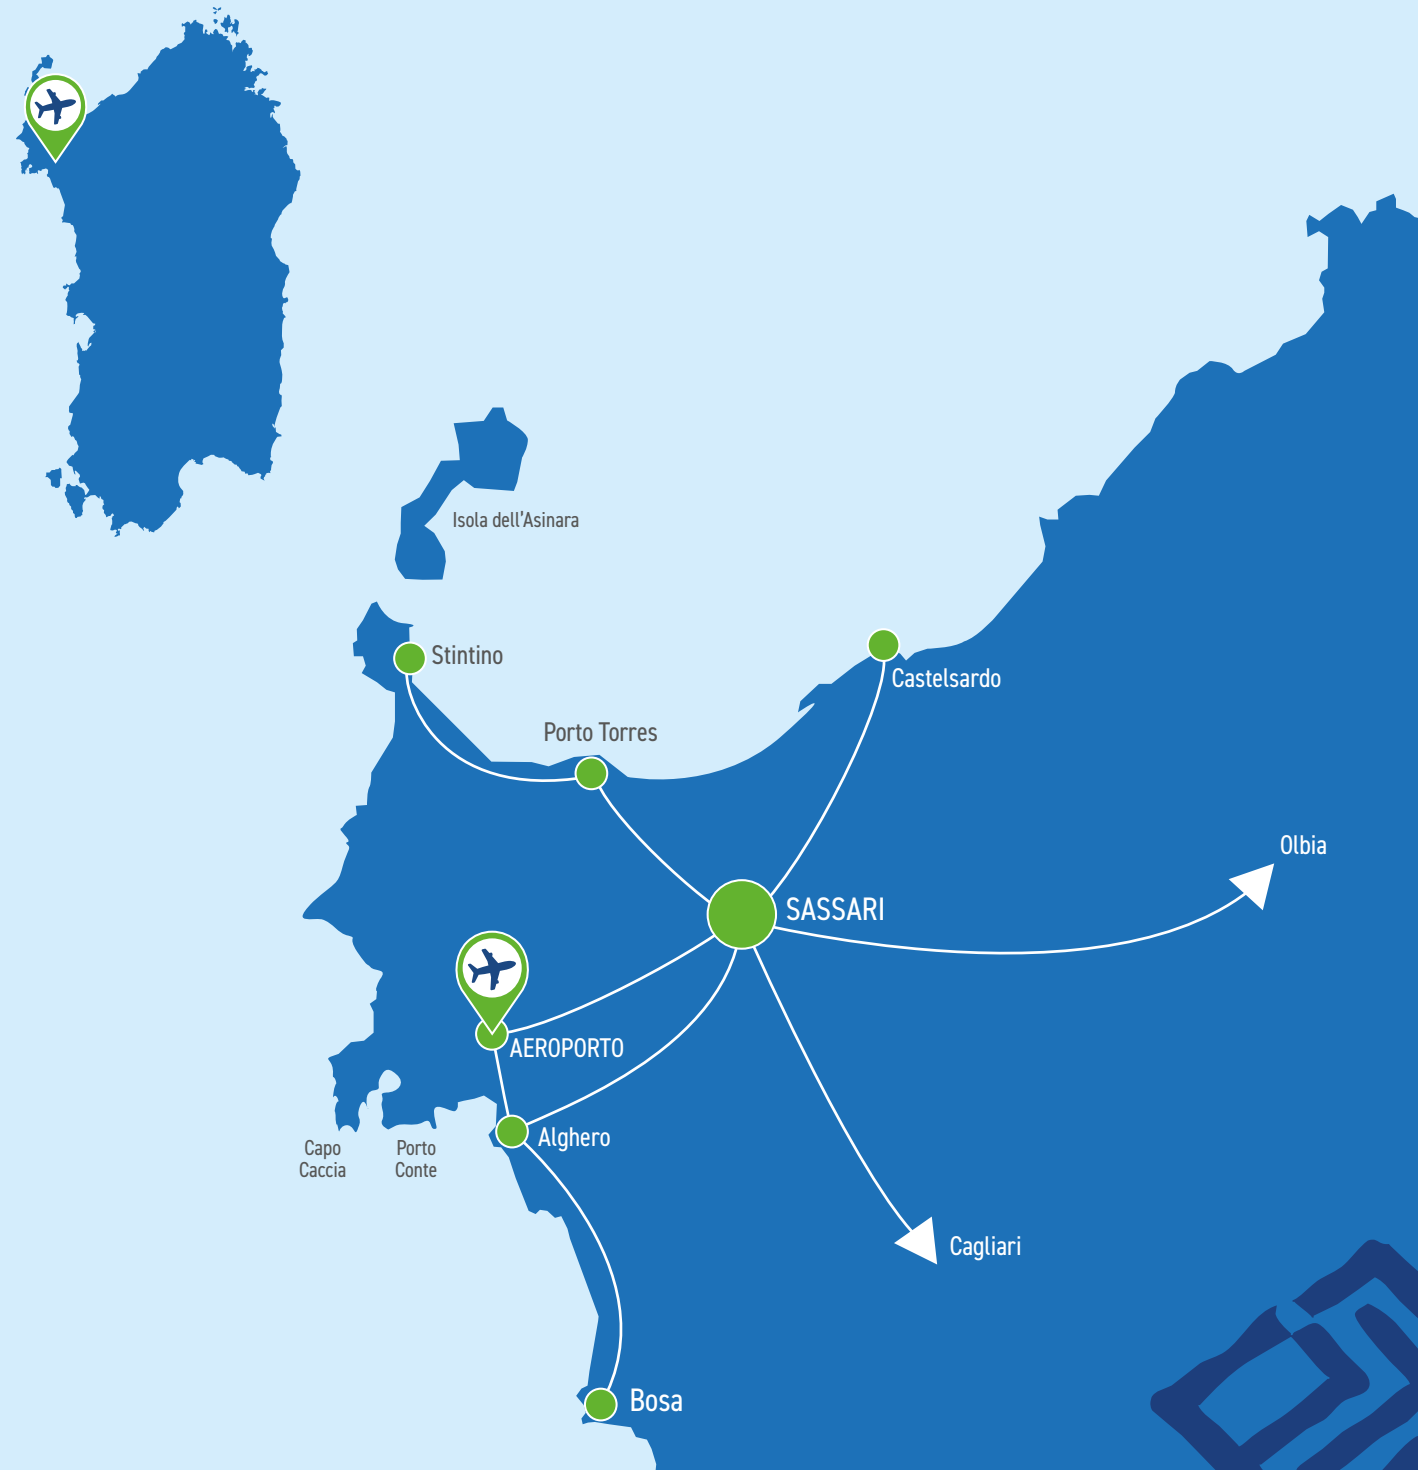 Isola dell'Asinara
Stintino
Castelsardo
Porto Torres
Olbia
SASSARI
AEROPORTO
Alghero
Capo
Caccia
Porto
Conte
Cagliari
Bosa